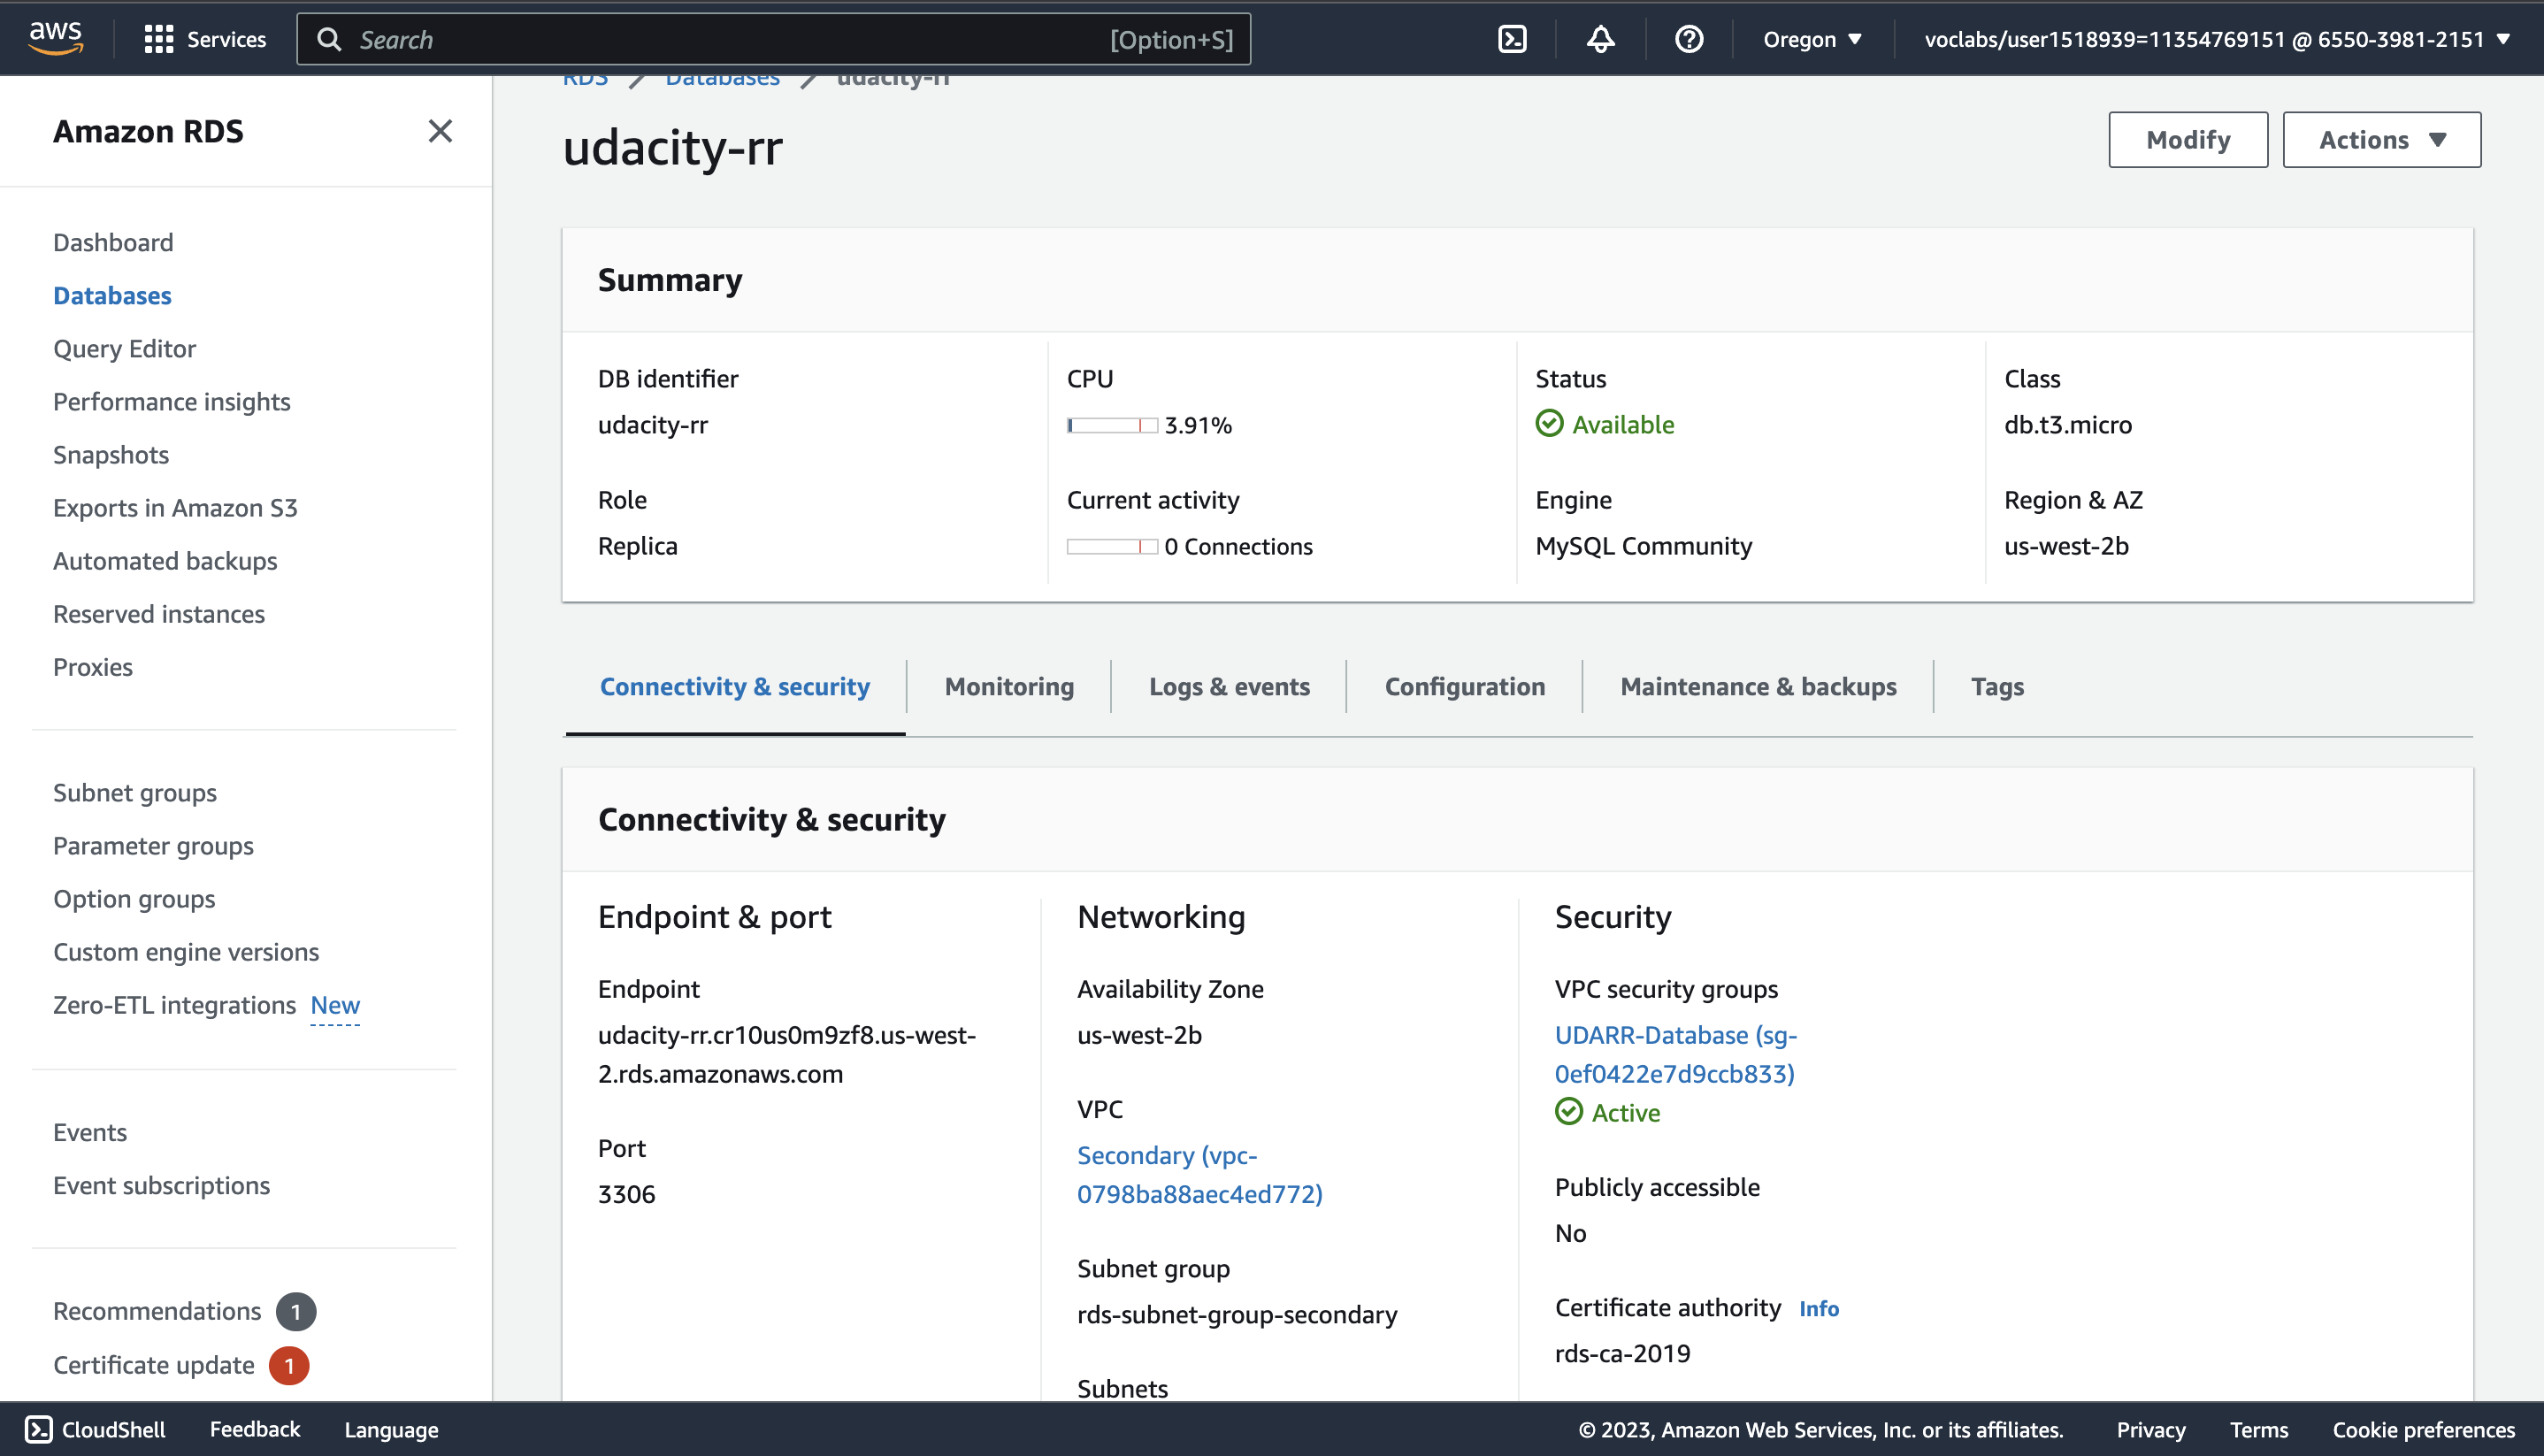 aws
Services
Search
[Option+S]
Oregon
voclabs/user1518939=11354769151 @ 6550-3981-2151
Amazon RDS
Dashboard
Databases
Query Editor
Performance insights
Snapshots
Exports in Amazon S3
Automated backups
Reserved instances
Proxies
Subnet groups
Parameter groups
Option groups
Custom engine versions
Zero-ETL integrations New
Events
Event subscriptions
Recommendations 1
Certificate update 1
RDS
Databases
udacity-rr
udacity-rr
Modify
Actions
Summary
DB identifier
udacity-rr
CPU
3.91%
Status
Available
Class
db.t3.micro
Role
Replica
Current activity
0 Connections
Engine
MySQL Community
Region & AZ
us-west-2b
Connectivity & security
Monitoring
Logs & events
Configuration
Maintenance & backups
Tags
Connectivity & security
Endpoint & port
Endpoint
udacity-rr.cr10us0m9zf8.us-west-
2.rds.amazonaws.com
Port
3306
Networking
Availability Zone
us-west-2b
VPC
Secondary (vpc-
0798ba88aec4ed772)
Subnet group
rds-subnet-group-secondary
Subnets
Security
VPC security groups
UDARR-Database (sg-
0ef0422e7d9ccb833)
Active
Publicly accessible
No
Certificate authority Info
rds-ca-2019
CloudShell
Feedback
Language
© 2023, Amazon Web Services, Inc. or its affiliates.
Privacy
Terms
Cookie preferences